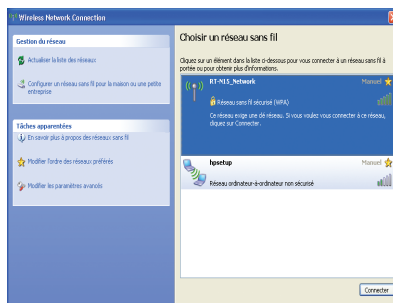 Wireless Network Connection
Gestion du réseau
Actualiser la liste des réseaux
Configurer un réseau sans fil pour la maison ou une petite
entreprise
Tâches apparentées
En savoir plus à propos des réseaux sans fil
Modifier l'ordre des réseaux préférés
Modifier les paramètres avancés
Choisir un réseau sans fil
Cliquez sur un élément dans la liste ci-dessous pour vous connecter à un réseau sans fil à
portée ou pour obtenir plus d'informations.
RT-N15_Network Manuel
Réseau sans fil sécurisé (WPA)
Ce réseau exige une clé de réseau. Si vous voulez vous connecter à ce réseau,
cliquez sur Connecter.
hpsetup Manuel
Réseau ordinateur-à-ordinateur non sécurisé
Connecter